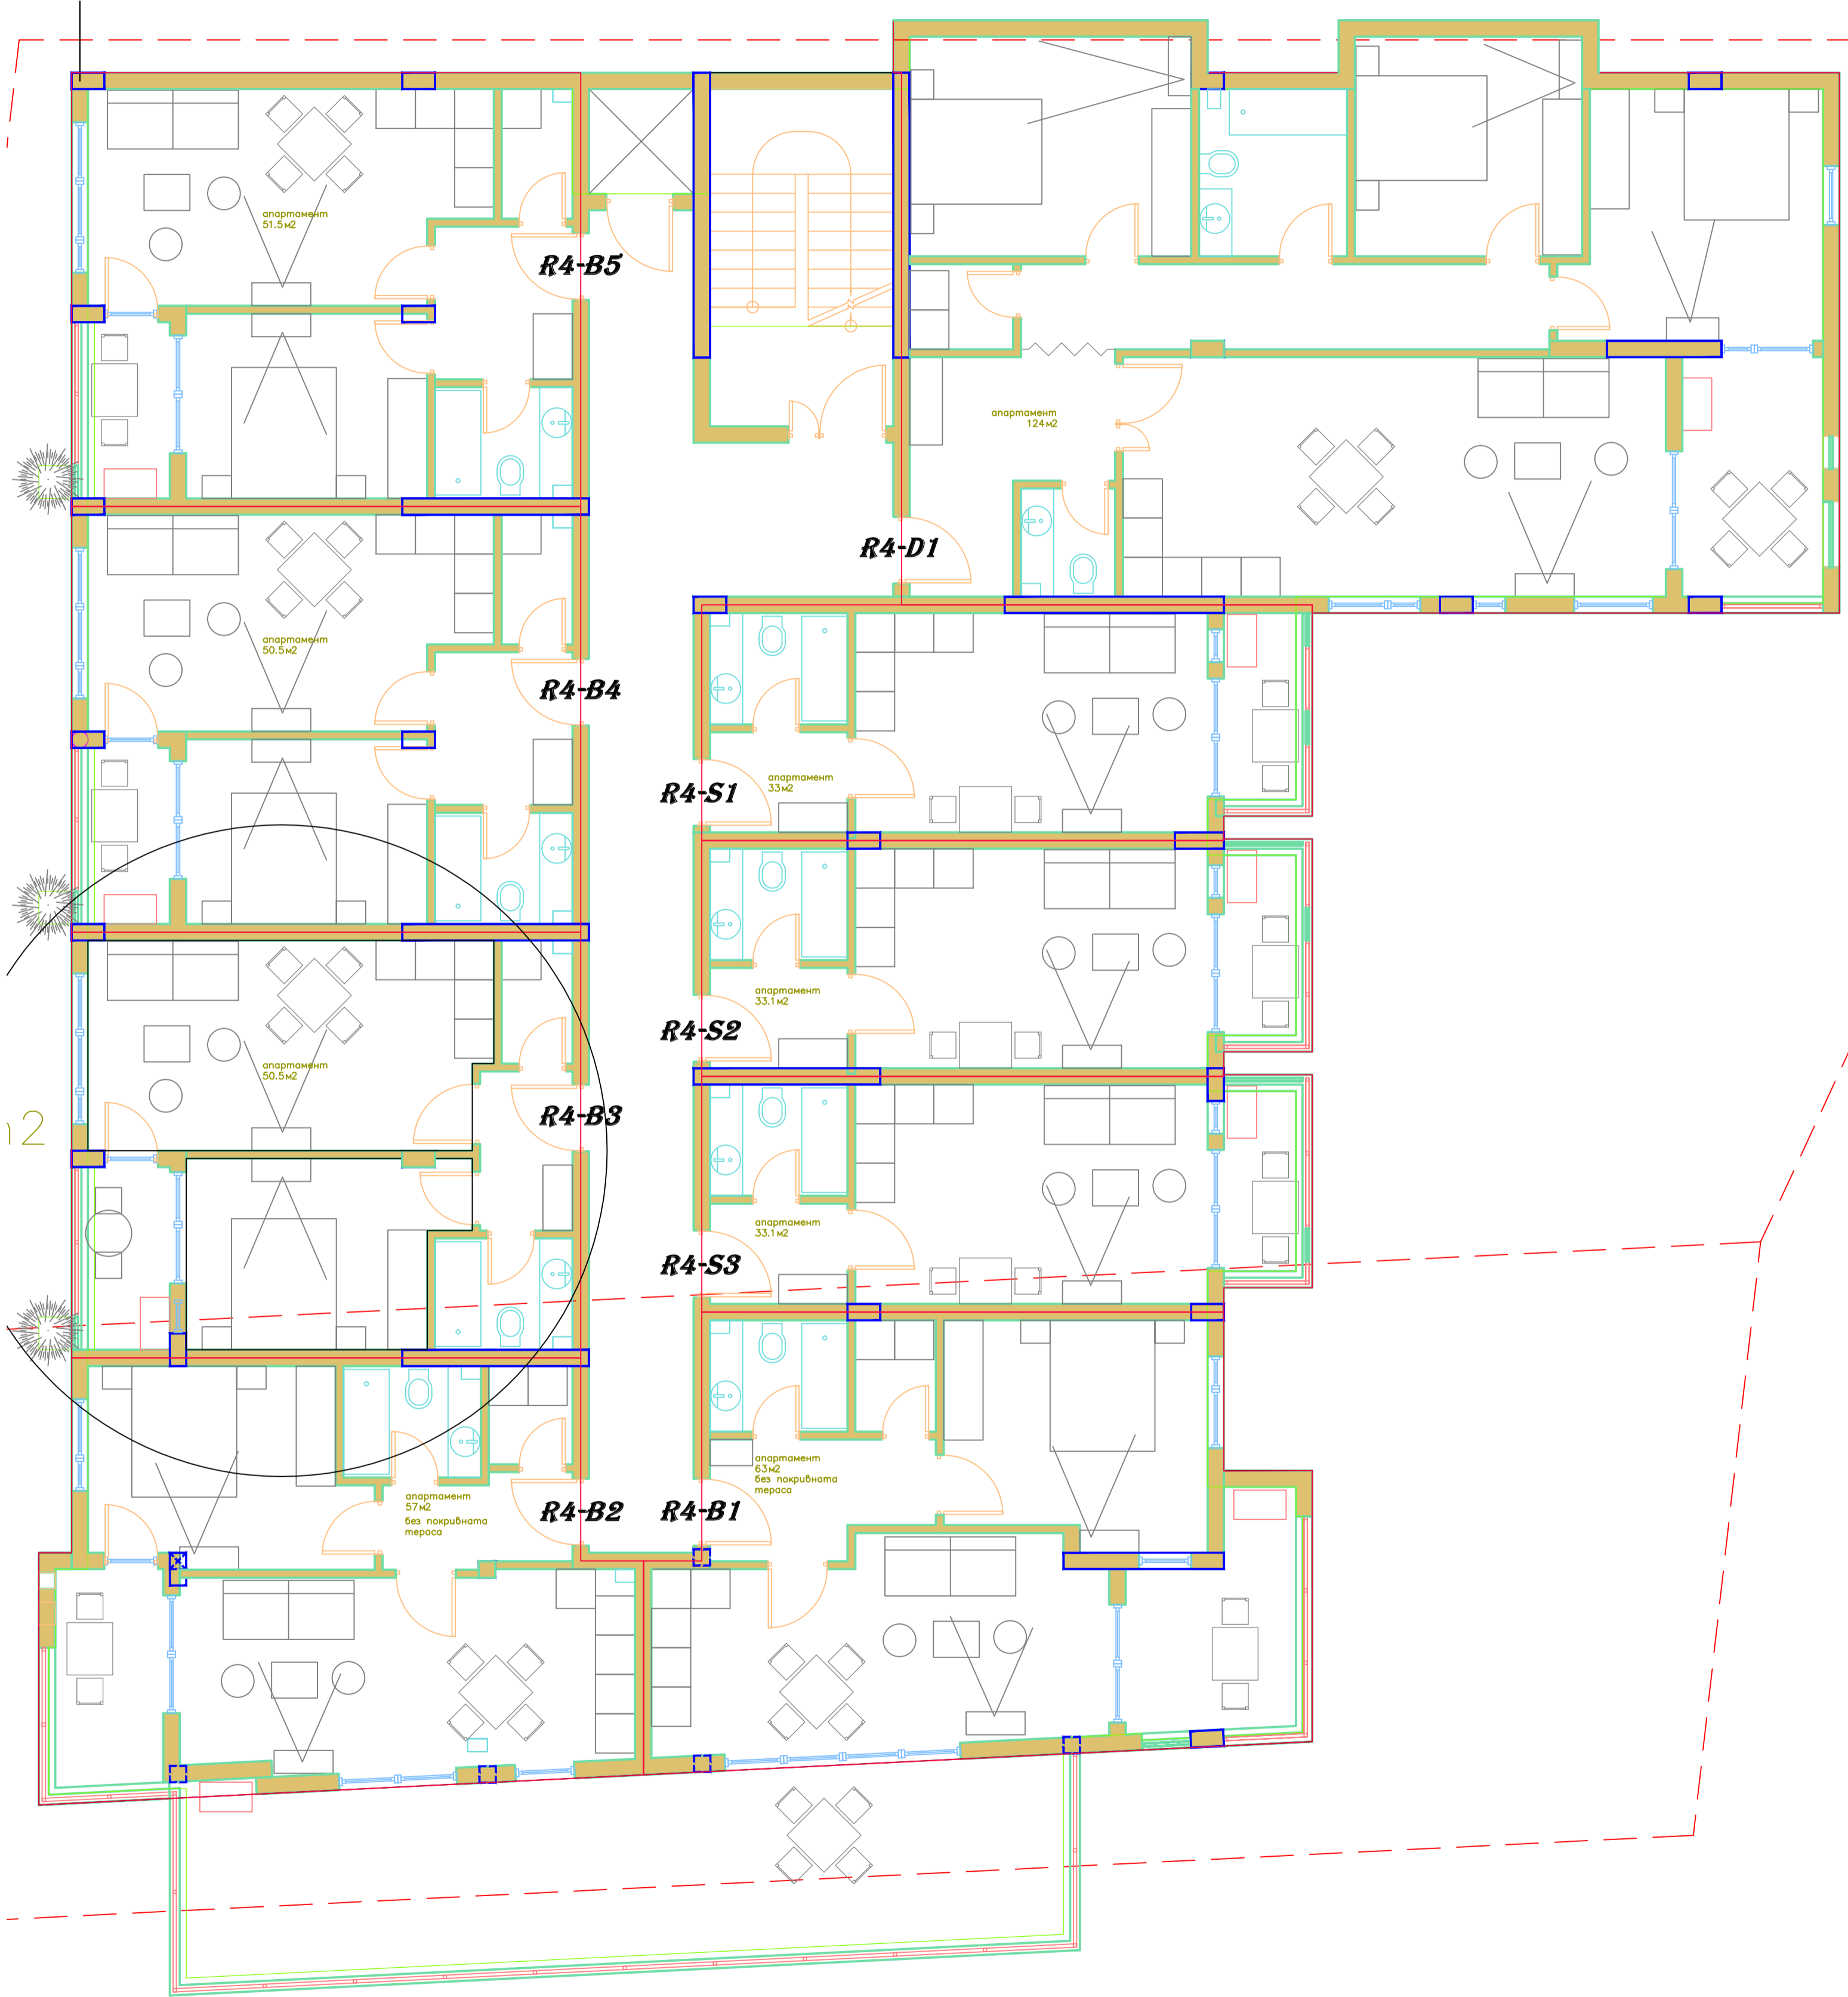 апартамент
51.5м2
R4-B5
апартамент
124м2
R4-D1
апартамент
50.5м2
R4-B4
апартамент
33м2
R4-S1
апартамент
33.1м2
R4-S2
апартамент
50.5м2
R4-B3
апартамент
33.1м2
R4-S3
апартамент
57м2
без покривната
тераса
R4-B2
апартамент
63м2
без покривната
тераса
R4-B1